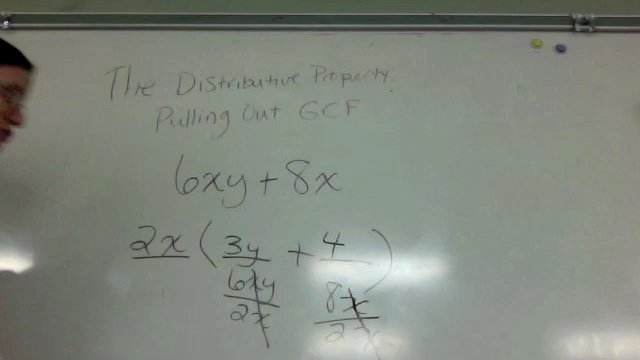 The Distributive Property:
Pulling Out GCF
6xy + 8x
2x ( 3y + 4 )
6xy 8x
2x 2x